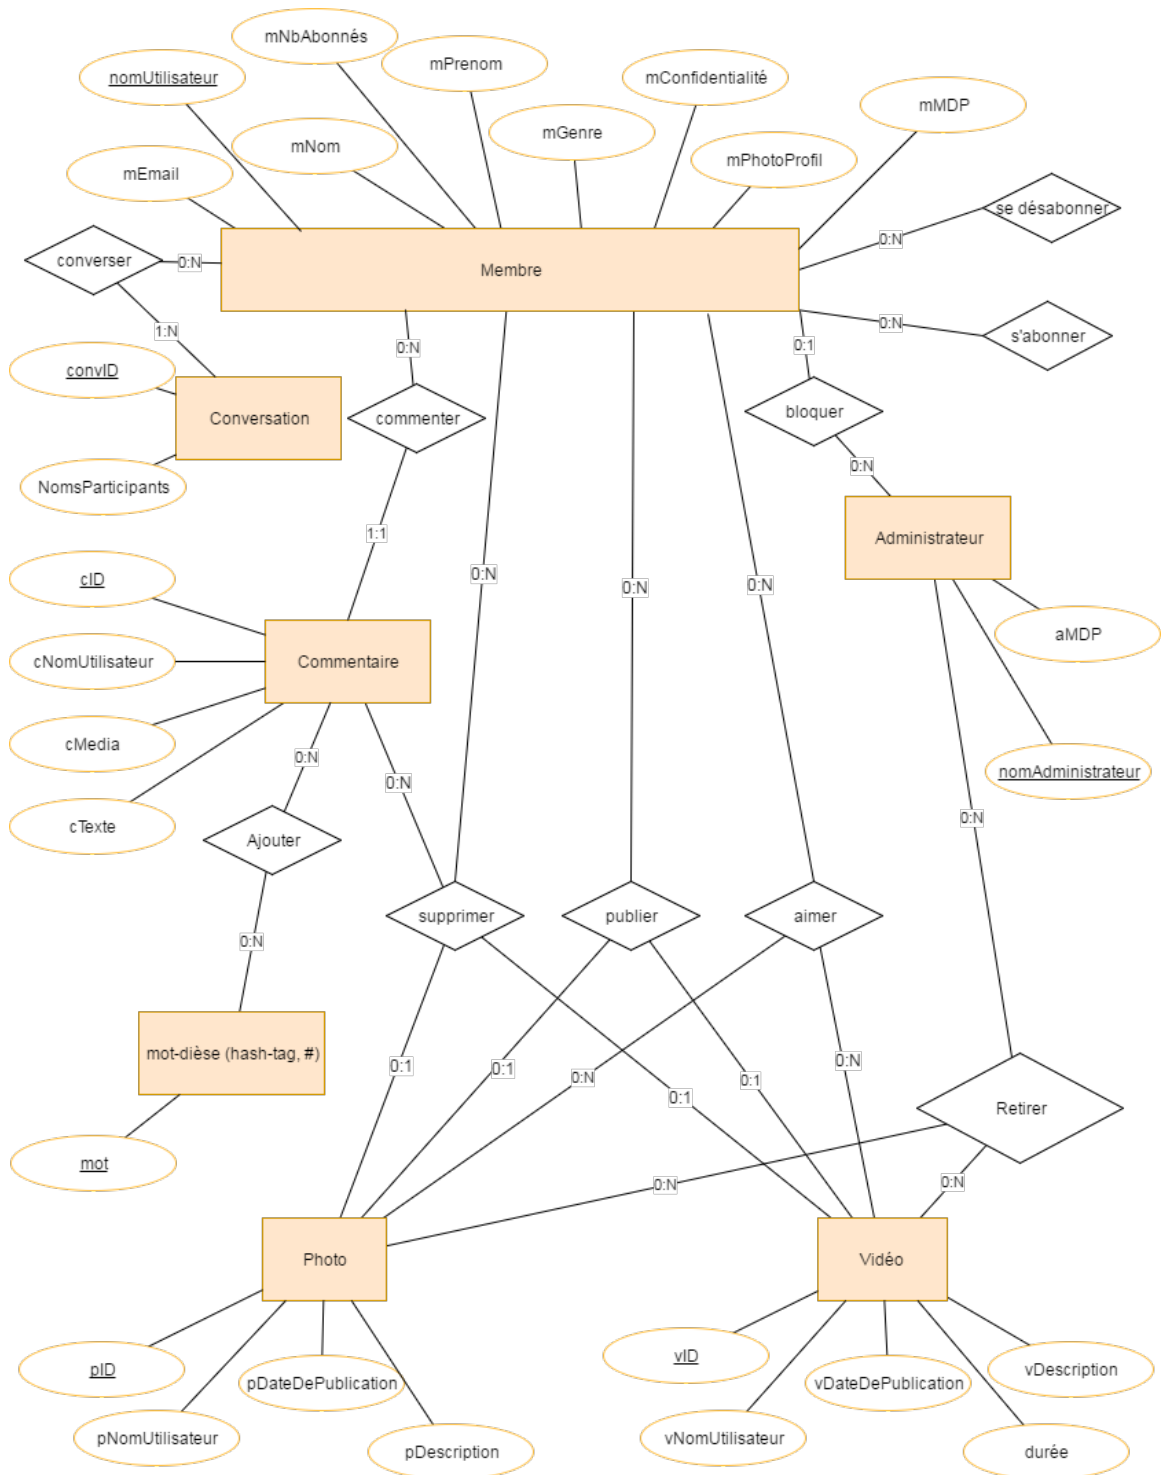 mNbAbonnés
mPrenom
nomUtilisateur
mConfidentialité
mMDP
mGenre
mNom
mPhotoProfil
mEmail
se désabonner
0:N
converser
0:N
Membre
0:N
s'abonner
1:N
0:N
0:1
convID
Conversation
commenter
bloquer
0:N
NomsParticipants
1:1
Administrateur
cID
0:N
0:N
0:N
aMDP
cNomUtilisateur
Commentaire
cMedia
0:N
0:N
nomAdministrateur
cTexte
Ajouter
0:N
supprimer
publier
aimer
0:N
mot-dièse (hash-tag, #)
0:1
0:1
0:N
0:1
0:1
0:N
Retirer
mot
0:N
0:N
Photo
Vidéo
pID
pDateDePublication
vID
vDateDePublication
vDescription
pNomUtilisateur
pDescription
vNomUtilisateur
durée